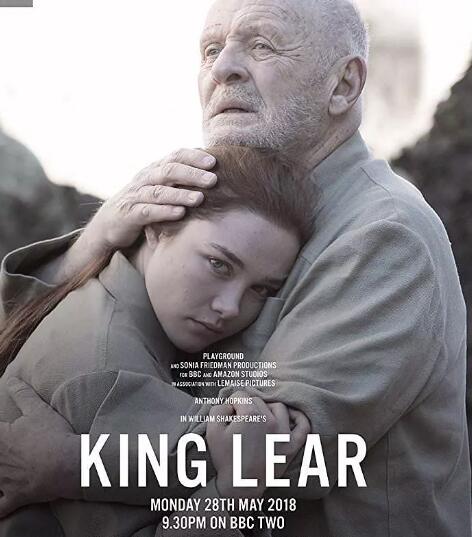 PLAYGROUND
AND SONIA FRIEDMAN PRODUCTIONS
FOR BBC AND AMAZON STUDIOS
IN ASSOCIATION WITH LEMAISE PICTURES
ANTHONY HOPKINS
IN WILLIAM SHAKESPEARE'S
KING LEAR
MONDAY 28TH MAY 2018
9.30PM ON BBC TWO